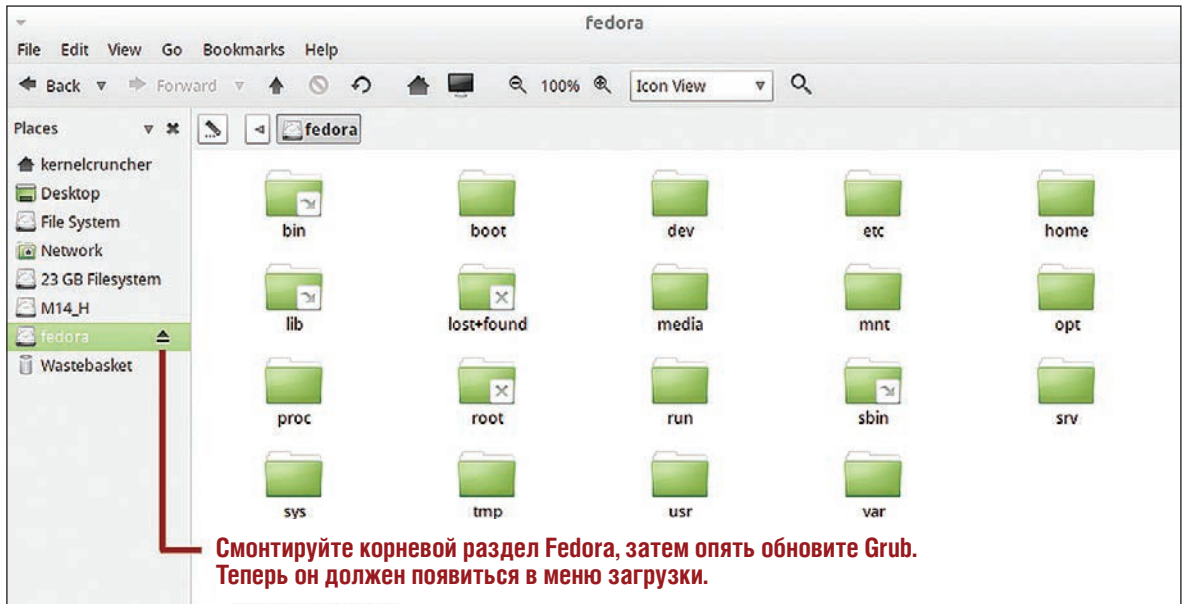 fedora
File Edit View Go Bookmarks Help
Back Forward 100% Icon View
Places
fedora
kernelcruncher
Desktop
File System
Network
23 GB Filesystem
M14_H
fedora
Wastebasket
bin boot dev etc home
lib lost+found media mnt opt
proc root run sbin srv
sys tmp usr var
Смонтируйте корневой раздел Fedora, затем опять обновите Grub.
Теперь он должен появиться в меню загрузки.